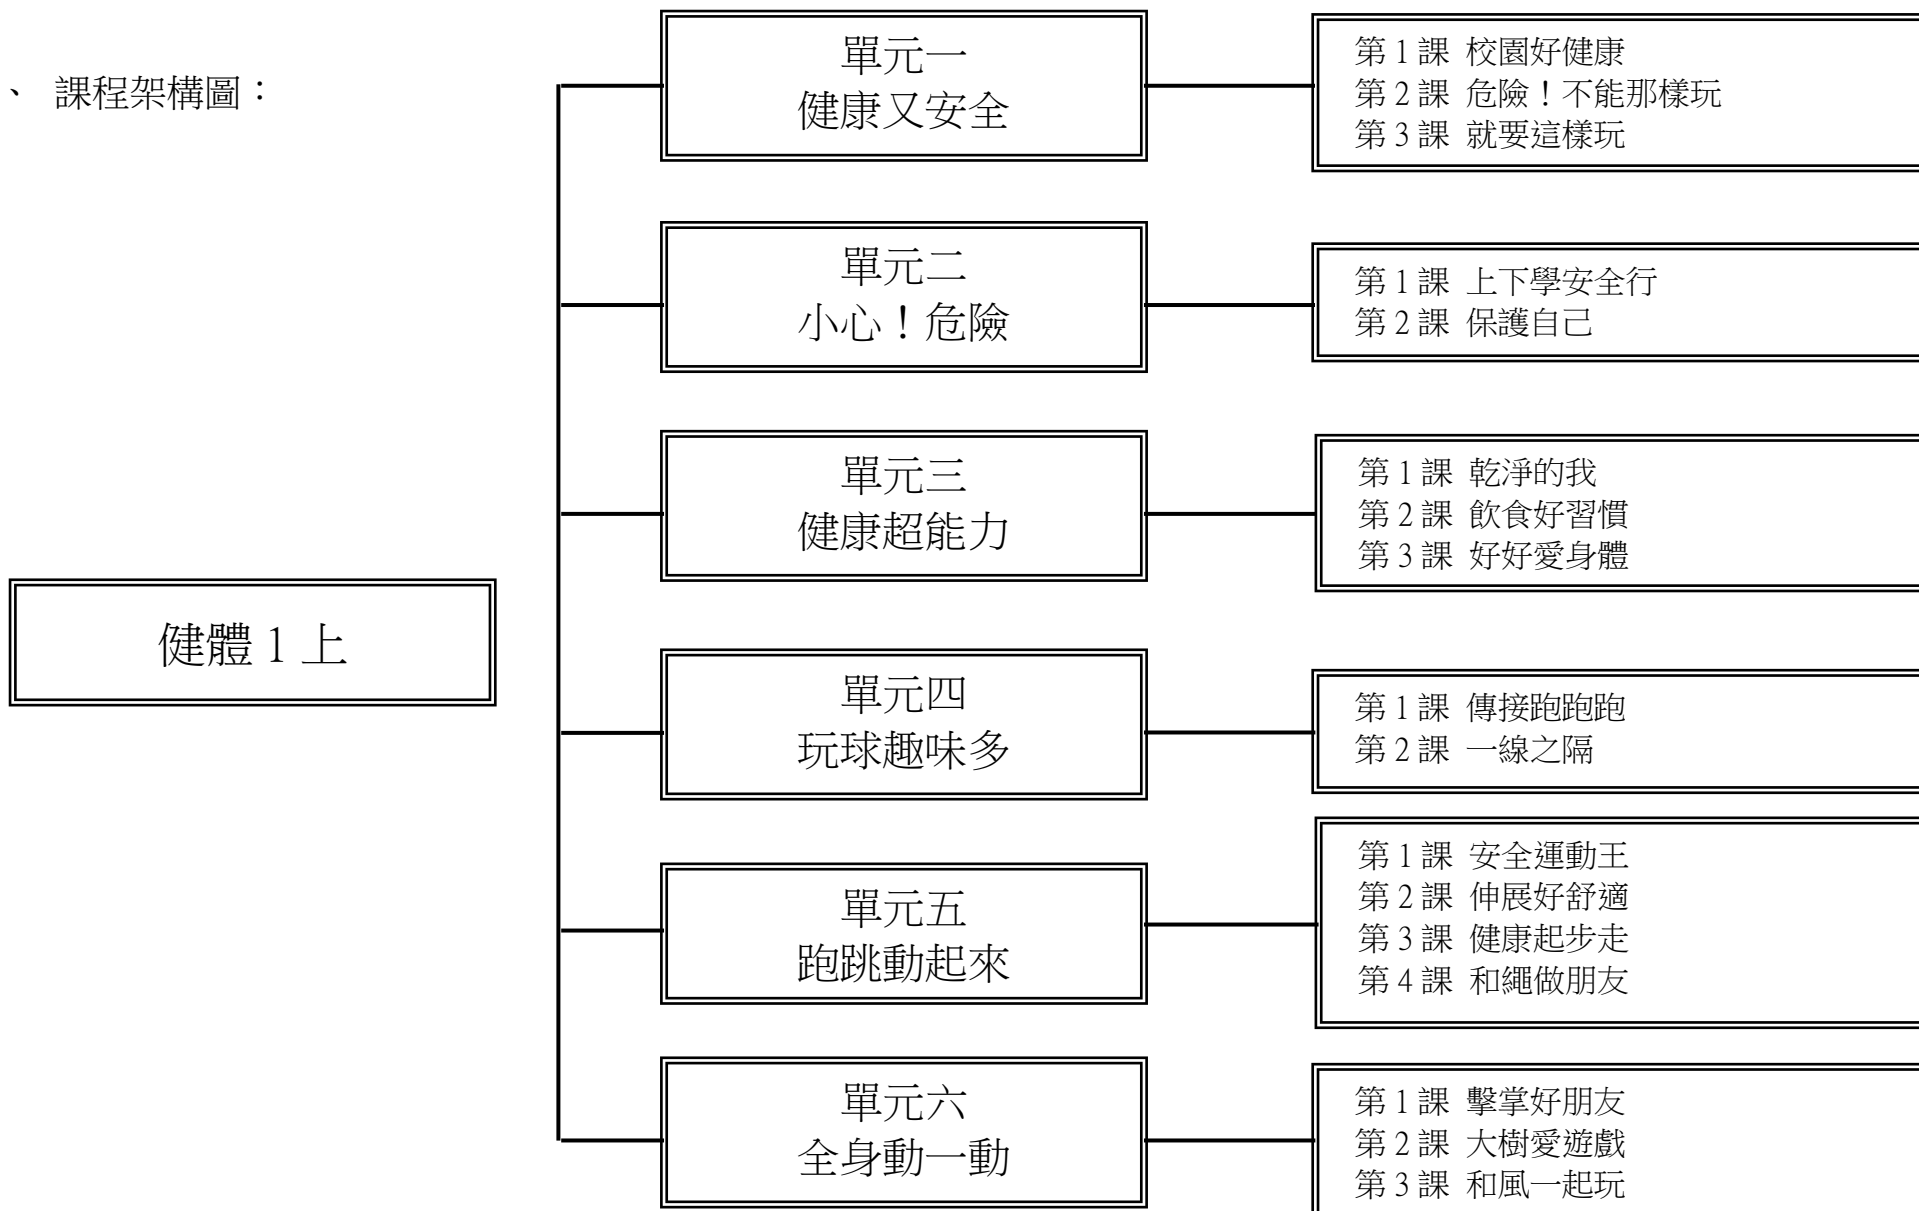 、 課程架構圖：
健體 1 上
單元一
健康又安全
第 1 課 校園好健康
第 2 課 危險！不能那樣玩
第 3 課 就要這樣玩
單元二
小心！危險
第 1 課 上下學安全行
第 2 課 保護自己
單元三
健康超能力
第 1 課 乾淨的我
第 2 課 飲食好習慣
第 3 課 好好愛身體
單元四
玩球趣味多
第 1 課 傳接跑跑跑
第 2 課 一線之隔
單元五
跑跳動起來
第 1 課 安全運動王
第 2 課 伸展好舒適
第 3 課 健康起步走
第 4 課 和繩做朋友
單元六
全身動一動
第 1 課 擊掌好朋友
第 2 課 大樹愛遊戲
第 3 課 和風一起玩